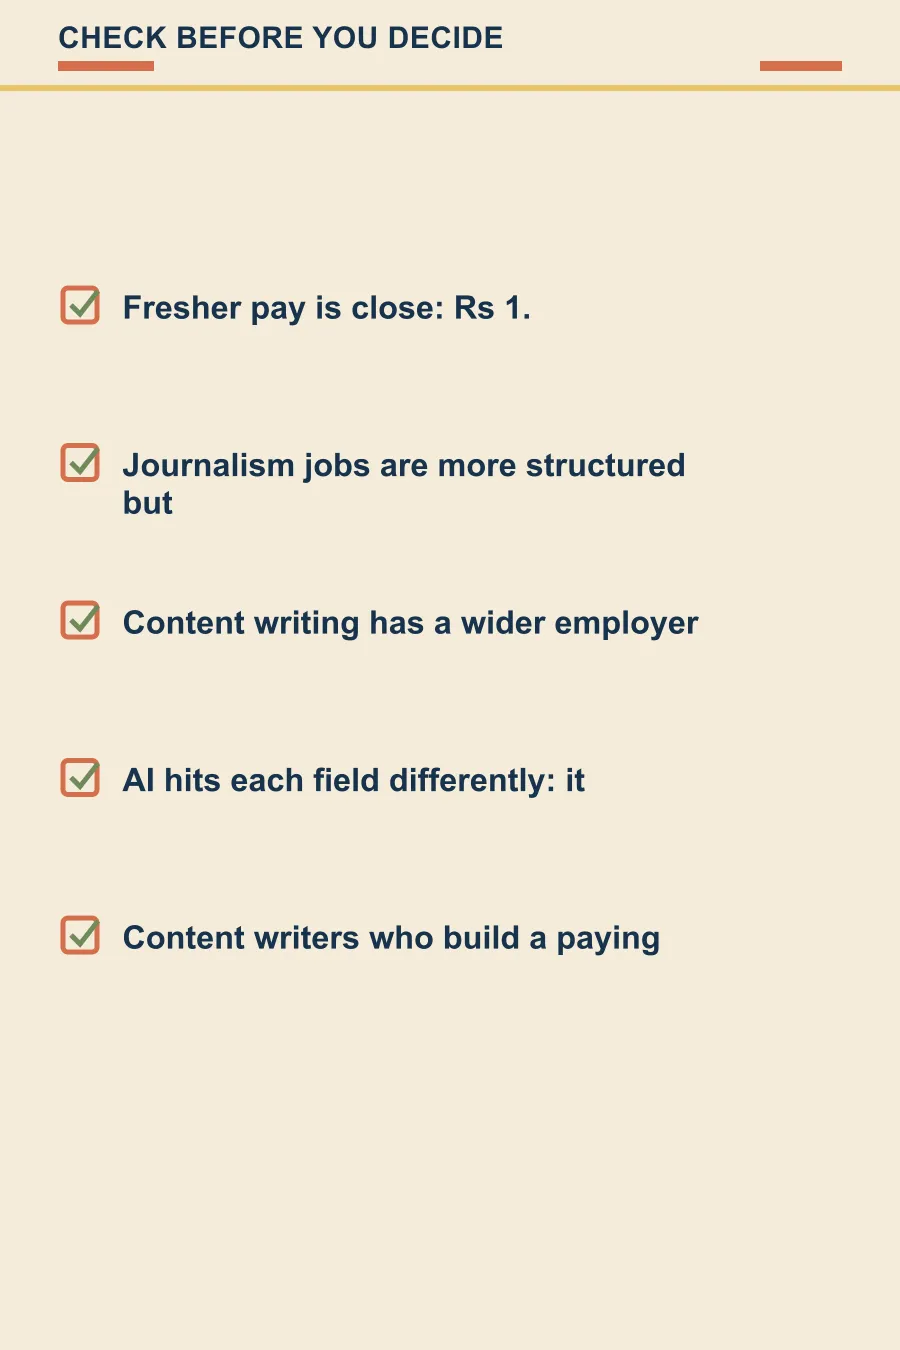 CHECK BEFORE YOU DECIDE
Fresher pay is close: Rs 1.
Journalism jobs are more structured
but
Content writing has a wider employer
AI hits each field differently: it
Content writers who build a paying